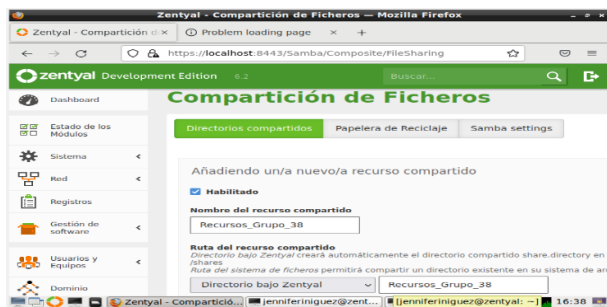 Zentyal - Compartición de Ficheros — Mozilla Firefox
Zentyal - Compartición d
Problem loading page
https://localhost:8443/Samba/Composite/FileSharing
zentyal Development Edition 6.2
Buscar...
Dashboard
Estado de los
Módulos
Sistema
Red
Registros
Gestión de
software
Usuarios y
Equipos
Dominio
Compartición de Ficheros
Directorios compartidos
Papelera de Reciclaje
Samba settings
Añadiendo un/a nuevo/a recurso compartido
Habilitado
Nombre del recurso compartido
Recursos_Grupo_38
Ruta del recurso compartido
Directorio bajo Zentyal creará automáticamente el directorio compartido share.directory en
/shares
Ruta del sistema de ficheros permitirá compartir un directorio existente en su sistema de
Directorio bajo Zentyal
Recursos_Grupo_38
Zentyal - Compartició...
jenniferiniguez@zent...
[jenniferiniguez@zentyal: ~]
16:38